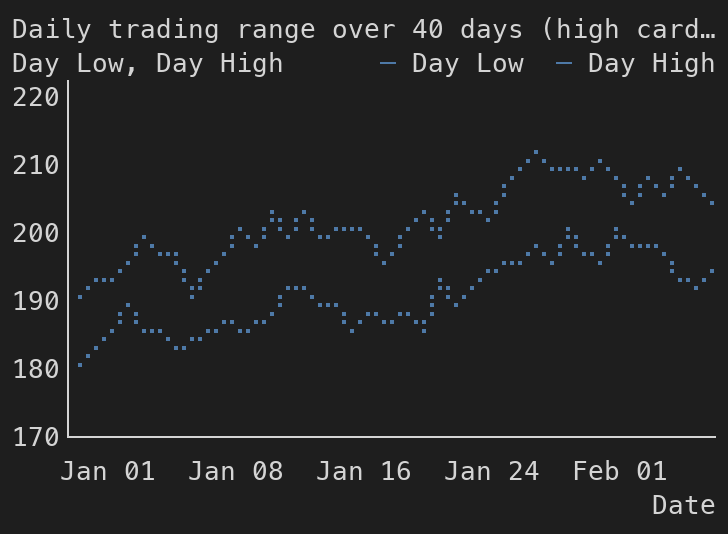 Daily trading range over 40 days (high card…
Day Low, Day High — Day Low — Day High
220
210
200
190
180
170
Jan 01 Jan 08 Jan 16 Jan 24 Feb 01
Date